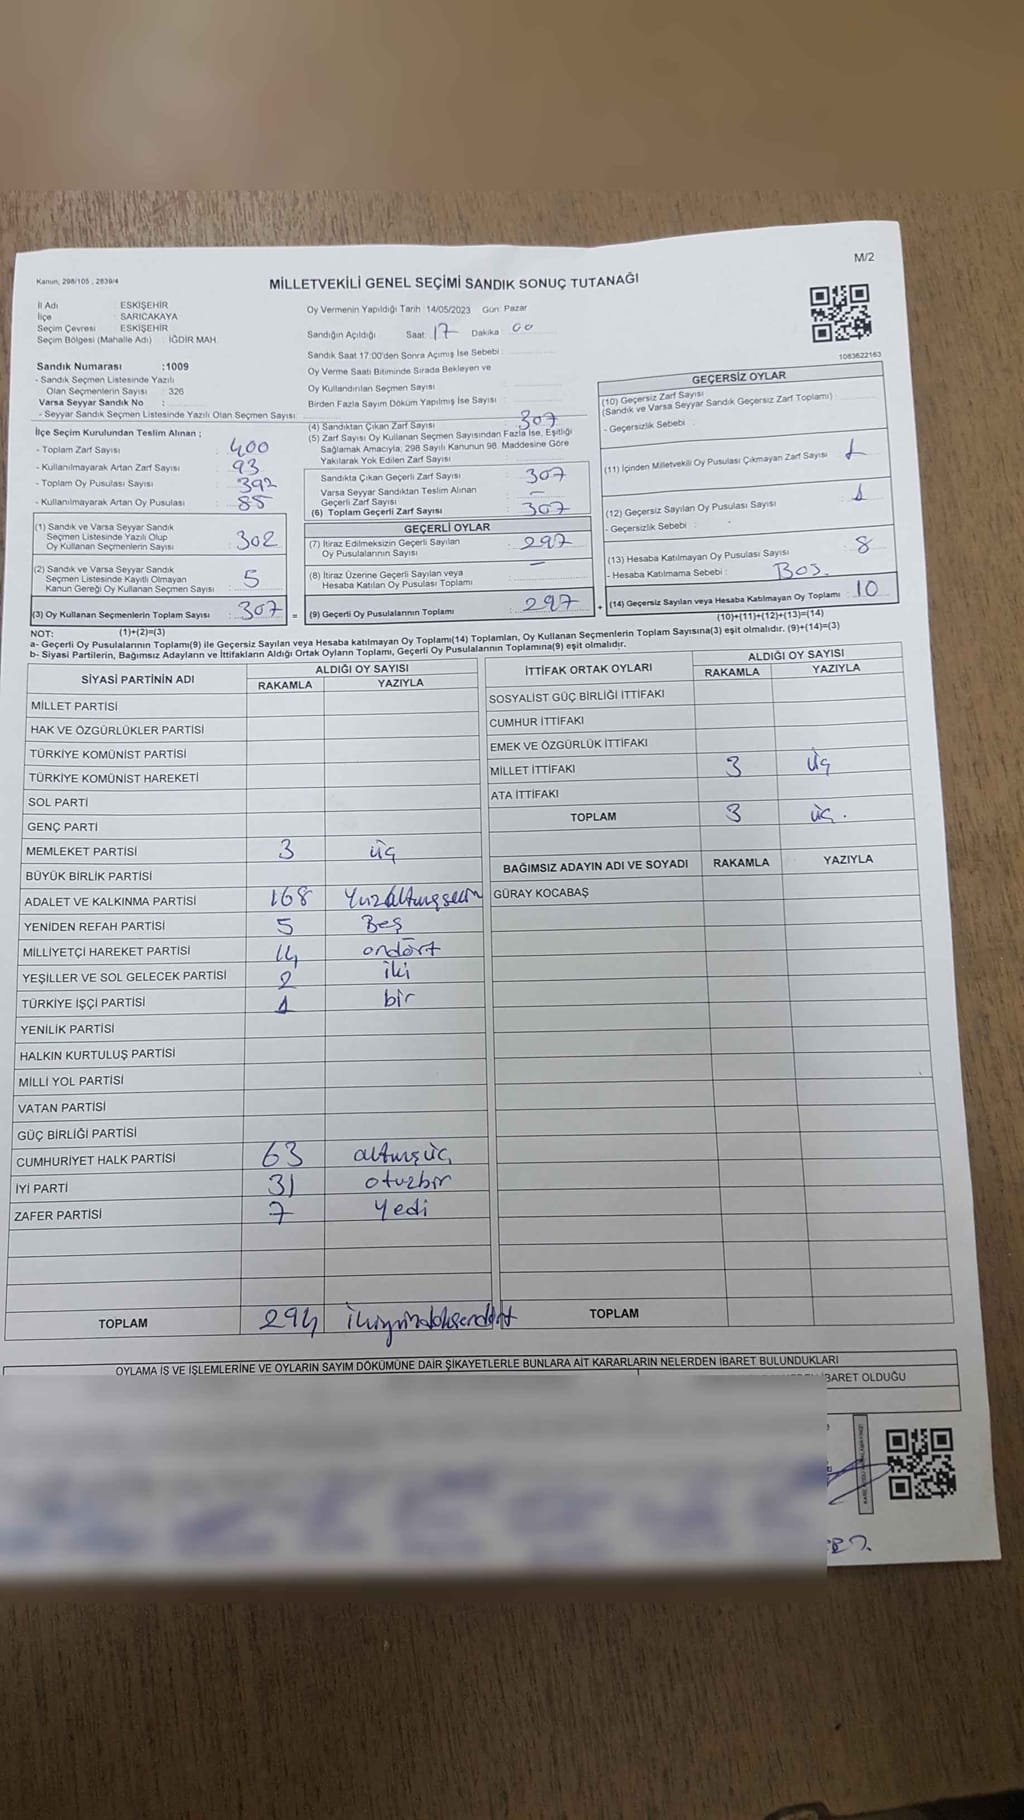 M/2
Kanun; 298/105 , 2839/4
MİLLETVEKİLİ GENEL SEÇİMİ SANDIK SONUÇ TUTANAĞI
İl Adı : ESKİŞEHİR
İlçe : SARICAKAYA
Seçim Çevresi : ESKİŞEHİR
Seçim Bölgesi (Mahalle Adı) : İĞDİR MAH.
Sandık Numarası :1009
- Sandık Seçmen Listesinde Yazılı
Olan Seçmenlerin Sayısı : 326
Varsa Seyyar Sandık No :
- Seyyar Sandık Seçmen Listesinde Yazılı Olan Seçmen Sayısı:
Oy Vermenin Yapıldığı Tarih :14/05/2023 Gün: Pazar
Sandığın Açıldığı Saat: 17 Dakika: 00
Sandık Saat 17:00'den Sonra Açımış İse Sebebi :
Oy Verme Saati Bitiminde Sırada Bekleyen ve
Oy Kullandırılan Seçmen Sayısı :
Birden Fazla Sayım Döküm Yapılmış İse Sayısı :
1083622163
İlçe Seçim Kurulundan Teslim Alınan ;
- Toplam Zarf Sayısı : 400
- Kullanılmayarak Artan Zarf Sayısı : 93
- Toplam Oy Pusulası Sayısı : 392
- Kullanılmayarak Artan Oy Pusulası : 85
(1) Sandık ve Varsa Seyyar Sandık
Seçmen Listesinde Yazılı Olup
Oy Kullanan Seçmenlerin Sayısı : 302
(2) Sandık ve Varsa Seyyar Sandık
Seçmen Listesinde Kayıtlı Olmayan
Kanun Gereği Oy Kullanan Seçmen Sayısı : 5
(3) Oy Kullanan Seçmenlerin Toplam Sayısı : 307 =
(4) Sandıktan Çıkan Zarf Sayısı : 307
(5) Zarf Sayısı Oy Kullanan Seçmen Sayısından Fazla İse, Eşitliği
Sağlamak Amacıyla, 298 Sayılı Kanunun 98. Maddesine Göre
Yakılarak Yok Edilen Zarf Sayısı :
Sandıkta Çıkan Geçerli Zarf Sayısı : 307
Varsa Seyyar Sandıktan Teslim Alınan
Geçerli Zarf Sayısı : –
(6) Toplam Geçerli Zarf Sayısı : 307
GEÇERLİ OYLAR
(7) İtiraz Edilmeksizin Geçerli Sayılan
Oy Pusulalarının Sayısı : 297
(8) İtiraz Üzerine Geçerli Sayılan veya
Hesaba Katılan Oy Pusulası Toplamı : –
(9) Geçerli Oy Pusulalarının Toplamı : 297 +
GEÇERSİZ OYLAR
(10) Geçersiz Zarf Sayısı
(Sandık ve Varsa Seyyar Sandık Geçersiz Zarf Toplamı) :
- Geçersizlik Sebebi :
(11) İçinden Milletvekili Oy Pusulası Çıkmayan Zarf Sayısı : 1
(12) Geçersiz Sayılan Oy Pusulası Sayısı : 1
- Geçersizlik Sebebi :
(13) Hesaba Katılmayan Oy Pusulası Sayısı : 8
- Hesaba Katılmama Sebebi : BOŞ.
(14) Geçersiz Sayılan veya Hesaba Katılmayan Oy Toplamı : 10
(10)+(11)+(12)+(13)=(14)
NOT: (1)+(2)=(3)
a- Geçerli Oy Pusulalarının Toplamı(9) ile Geçersiz Sayılan veya Hesaba katılmayan Oy Toplamı(14) Toplamları, Oy Kullanan Seçmenlerin Toplam Sayısına(3) eşit olmalıdır. (9)+(14)=(3)
b- Siyasi Partilerin, Bağımsız Adayların ve İttifakların Aldığı Ortak Oyların Toplamı, Geçerli Oy Pusulalarının Toplamına(9) eşit olmalıdır.
SİYASİ PARTİNİN ADI ALDIĞI OY SAYISI
RAKAMLA YAZIYLA
MİLLET PARTİSİ
HAK VE ÖZGÜRLÜKLER PARTİSİ
TÜRKİYE KOMÜNİST PARTİSİ
TÜRKİYE KOMÜNİST HAREKETİ
SOL PARTİ
GENÇ PARTİ
MEMLEKET PARTİSİ 3 üç
BÜYÜK BİRLİK PARTİSİ
ADALET VE KALKINMA PARTİSİ 168
YENİDEN REFAH PARTİSİ 5 Beş
MİLLİYETÇİ HAREKET PARTİSİ 14 ondört
YEŞİLLER VE SOL GELECEK PARTİSİ 2 iki
TÜRKİYE İŞÇİ PARTİSİ 1 bir
YENİLİK PARTİSİ
HALKIN KURTULUŞ PARTİSİ
MİLLİ YOL PARTİSİ
VATAN PARTİSİ
GÜÇ BİRLİĞİ PARTİSİ
CUMHURİYET HALK PARTİSİ 63 altmışüç
İYİ PARTİ 31 otuzbir
ZAFER PARTİSİ 7 Yedi
TOPLAM 294
İTTİFAK ORTAK OYLARI ALDIĞI OY SAYISI
RAKAMLA YAZIYLA
SOSYALİST GÜÇ BİRLİĞİ İTTİFAKI
CUMHUR İTTİFAKI
EMEK VE ÖZGÜRLÜK İTTİFAKI
MİLLET İTTİFAKI 3 Üç
ATA İTTİFAKI
TOPLAM 3 üç.
BAĞIMSIZ ADAYIN ADI VE SOYADI RAKAMLA YAZIYLA
GÜRAY KOCABAŞ
TOPLAM
OYLAMA İŞ VE İŞLEMLERİNE VE OYLARIN SAYIM DÖKÜMÜNE DAİR ŞİKAYETLERLE BUNLARA AİT KARARLARIN NELERDEN İBARET BULUNDUKLARI
BARET OLDUĞU